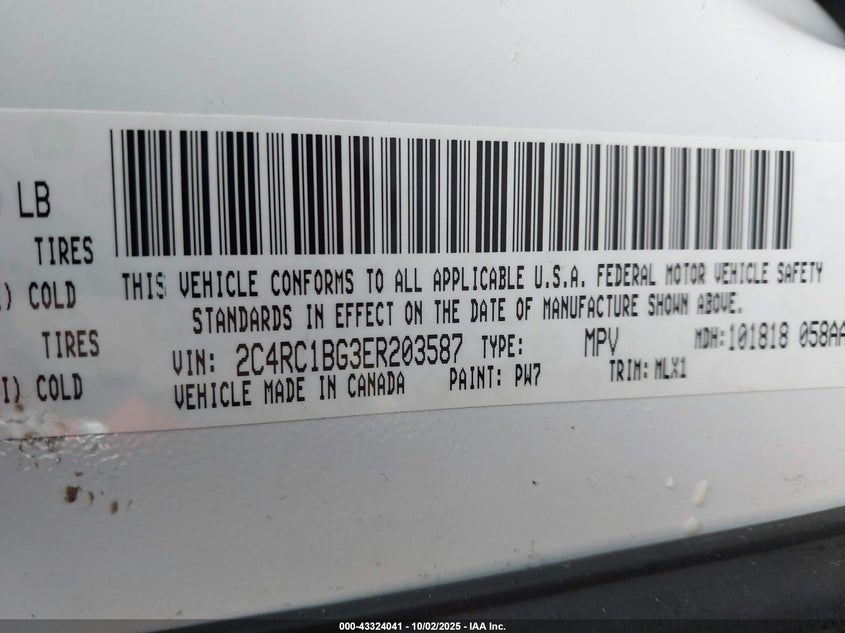 LB
TIRES
COLD
TIRES
I) COLD
THIS VEHICLE CONFORMS TO ALL APPLICABLE U.S.A. FEDERAL MOTOR VEHICLE SAFETY
STANDARDS IN EFFECT ON THE DATE OF MANUFACTURE SHOWN ABOVE.
VIN: 2C4RC1BG3ER203587 TYPE: MPV MDH:101818 058AA
VEHICLE MADE IN CANADA PAINT: PW7 TRIM: MLX1
000-43324041 - 10/02/2025 - IAA Inc.